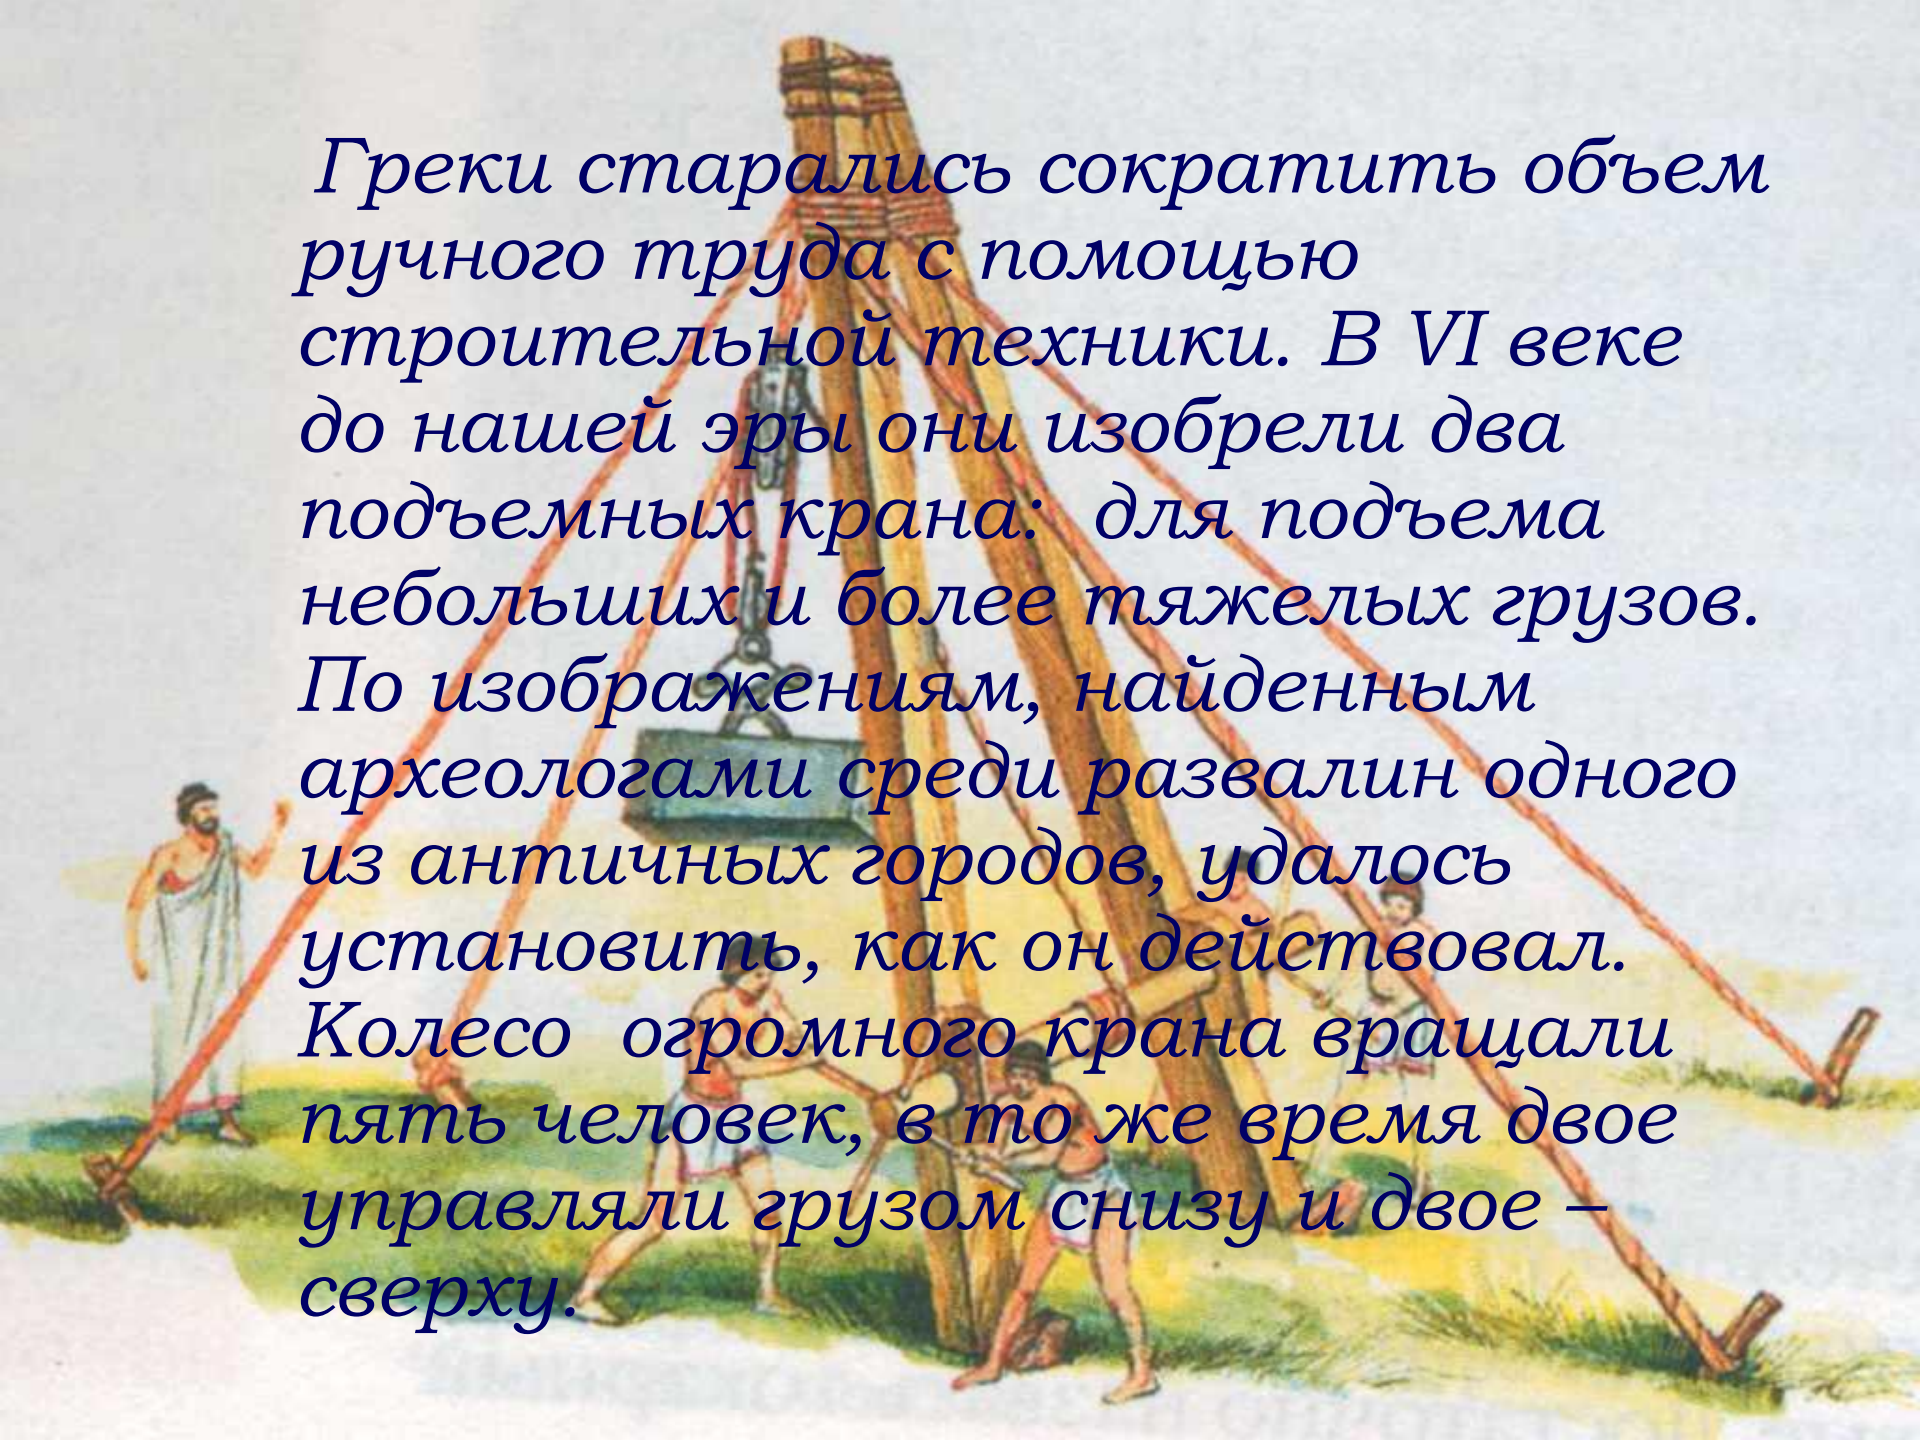 Греки старались сократить объем
ручного труда с помощью
строительной техники. В VI веке
до нашей эры они изобрели два
подъемных крана:  для подъема
небольших и более тяжелых грузов.
По изображениям, найденным
археологами среди развалин одного
из античных городов, удалось
установить, как он действовал.
Колесо  огромного крана вращали
пять человек, в то же время двое
управляли грузом снизу и двое –
сверху.